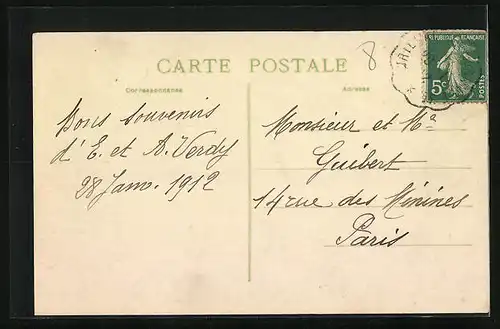 8
CARTE POSTALE
Correspondance
Adresse
RÉPUBLIQUE FRANÇAISE
5c
POSTES
Bons souvenirs
d'E. et A. Verdy
28 Janv. 1912
Monsieur et Me
Guibert
14 rue des Minimes
Paris